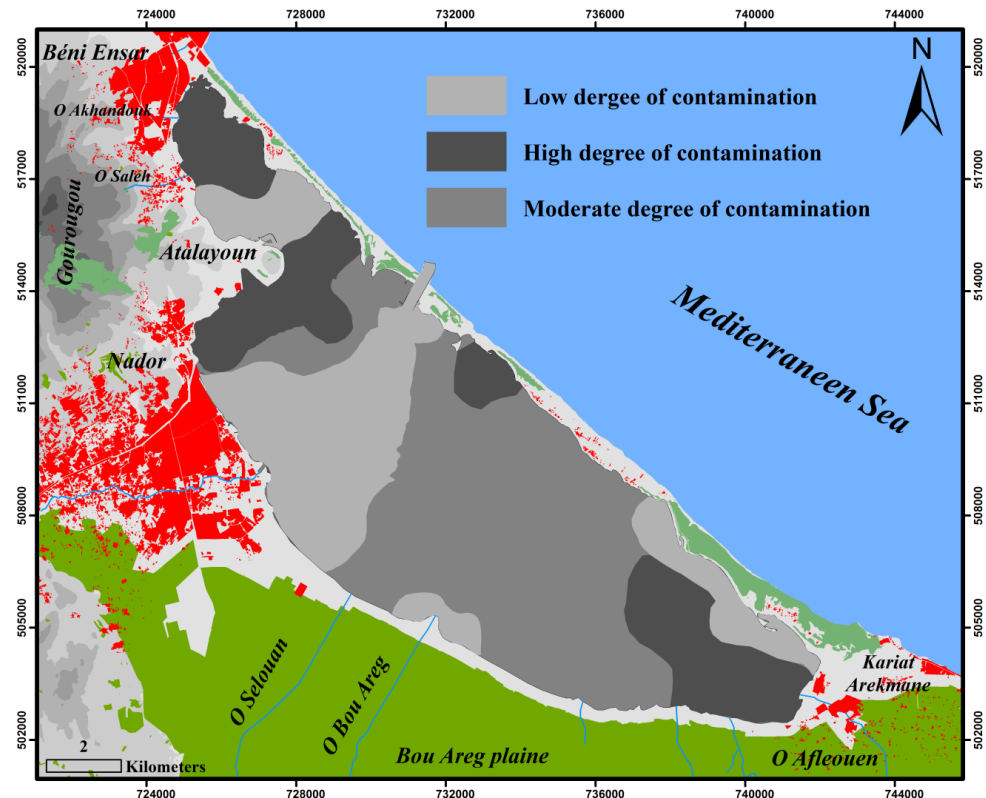 724000 728000 732000 736000 740000 744000
520000
517000
514000
511000
508000
505000
502000
520000
517000
514000
511000
508000
505000
502000
Béni Ensar
N
Low dergee of contamination
O Akhandouk
High degree of contamination
O Saleh
Moderate degree of contamination
Gourougou
Atalayoun
Mediterraneen Sea
Nador
O Selouan
O Bou Areg
Kariat
Arekmane
Bou Areg plaine
O Afleouen
2
Kilometers
724000 728000 732000 736000 740000 744000